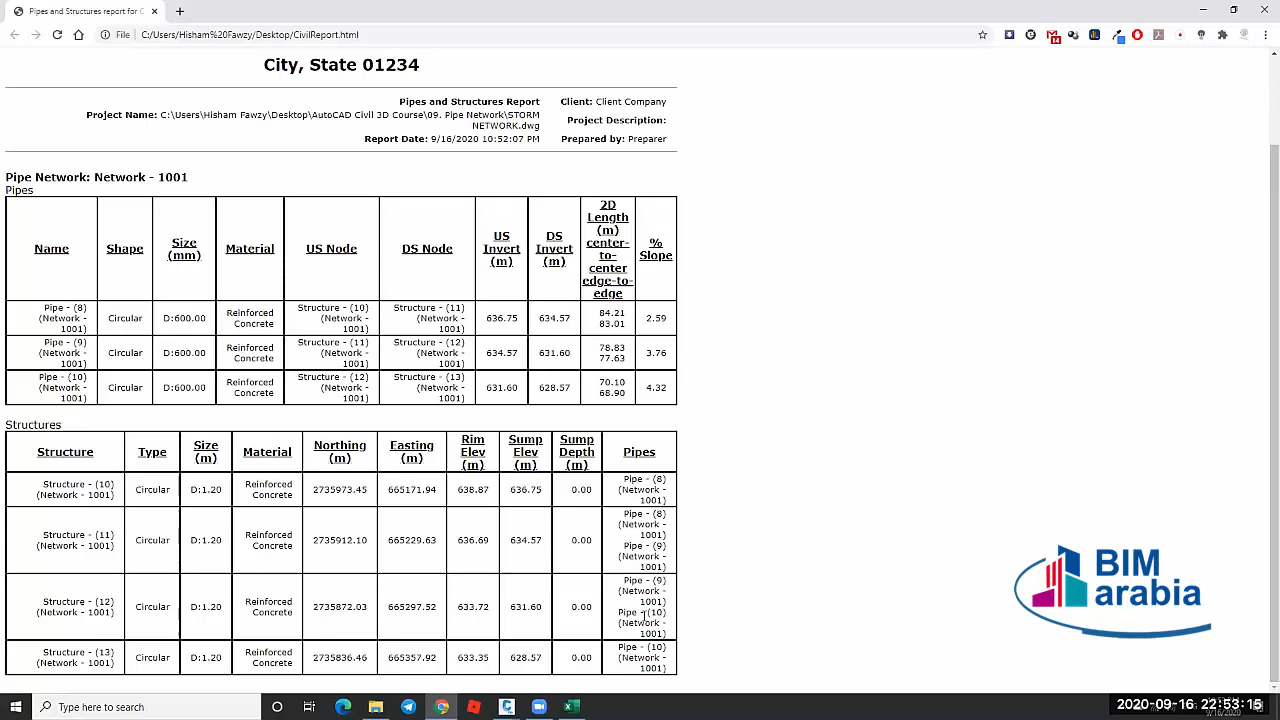 Pipes and Structures report for C
File C:/Users/Hisham%20Fawzy/Desktop/CivilReport.html
14
City, State 01234
Pipes and Structures Report Client: Client Company
Project Name: C:\Users\Hisham Fawzy\Desktop\AutoCAD Civil 3D Course\09. Pipe Network\STORM
NETWORK.dwg
Project Description:
Report Date: 9/16/2020 10:52:07 PM Prepared by: Preparer
Pipe Network: Network - 1001
Pipes
Name Shape Size (mm) Material US Node DS Node US Invert (m) DS Invert (m) 2D Length (m) center-to-center edge-to-edge % Slope
Pipe - (8) (Network - 1001) Circular D:600.00 Reinforced Concrete Structure - (10) (Network - 1001) Structure - (11) (Network - 1001) 636.75 634.57 84.21 83.01 2.59
Pipe - (9) (Network - 1001) Circular D:600.00 Reinforced Concrete Structure - (11) (Network - 1001) Structure - (12) (Network - 1001) 634.57 631.60 78.83 77.63 3.76
Pipe - (10) (Network - 1001) Circular D:600.00 Reinforced Concrete Structure - (12) (Network - 1001) Structure - (13) (Network - 1001) 631.60 628.57 70.10 68.90 4.32
Structures
Structure Type Size (m) Material Northing (m) Easting (m) Rim Elev (m) Sump Elev (m) Sump Depth (m) Pipes
Structure - (10) (Network - 1001) Circular D:1.20 Reinforced Concrete 2735973.45 665171.94 638.87 636.75 0.00 Pipe - (8) (Network - 1001)
Structure - (11) (Network - 1001) Circular D:1.20 Reinforced Concrete 2735912.10 665229.63 636.69 634.57 0.00 Pipe - (8) (Network - 1001) Pipe - (9) (Network - 1001)
Structure - (12) (Network - 1001) Circular D:1.20 Reinforced Concrete 2735872.03 665297.52 633.72 631.60 0.00 Pipe - (9) (Network - 1001) Pipe - (10) (Network - 1001)
Structure - (13) (Network - 1001) Circular D:1.20 Reinforced Concrete 2735836.46 665357.92 633.35 628.57 0.00 Pipe - (10) (Network - 1001)
BIM
arabia
Type here to search
2020-09-16 22:53:15